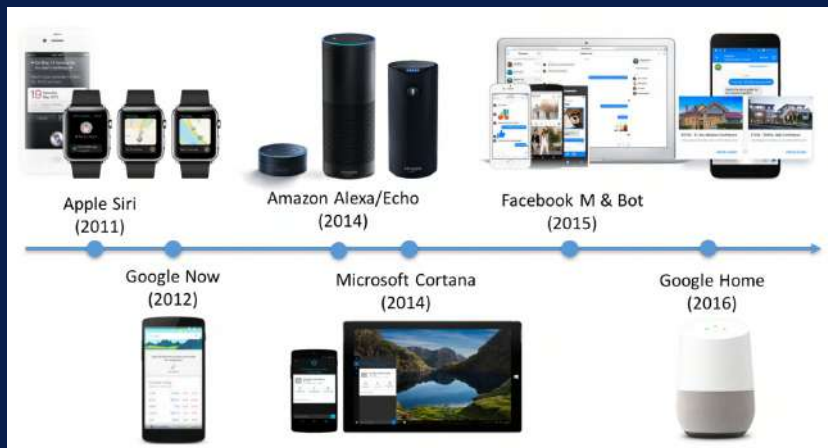 Apple Siri
(2011)
Amazon Alexa/Echo
(2014)
Facebook M & Bot
(2015)
Google Now
(2012)
Microsoft Cortana
(2014)
Google Home
(2016)
19